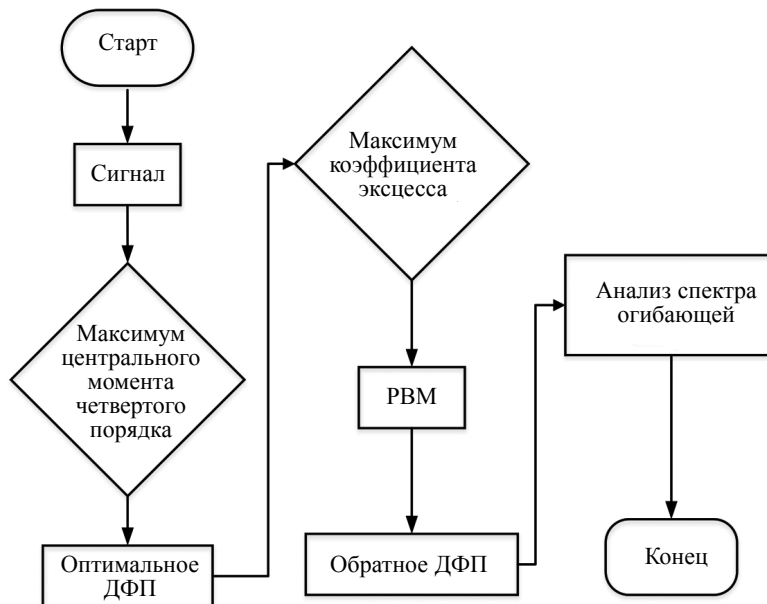 Старт
Сигнал
Максимум
центрального
момента
четвертого
порядка
Оптимальное
ДФП
Максимум
коэффициента
эксцесса
РВМ
Обратное ДФП
Анализ спектра
огибающей
Конец